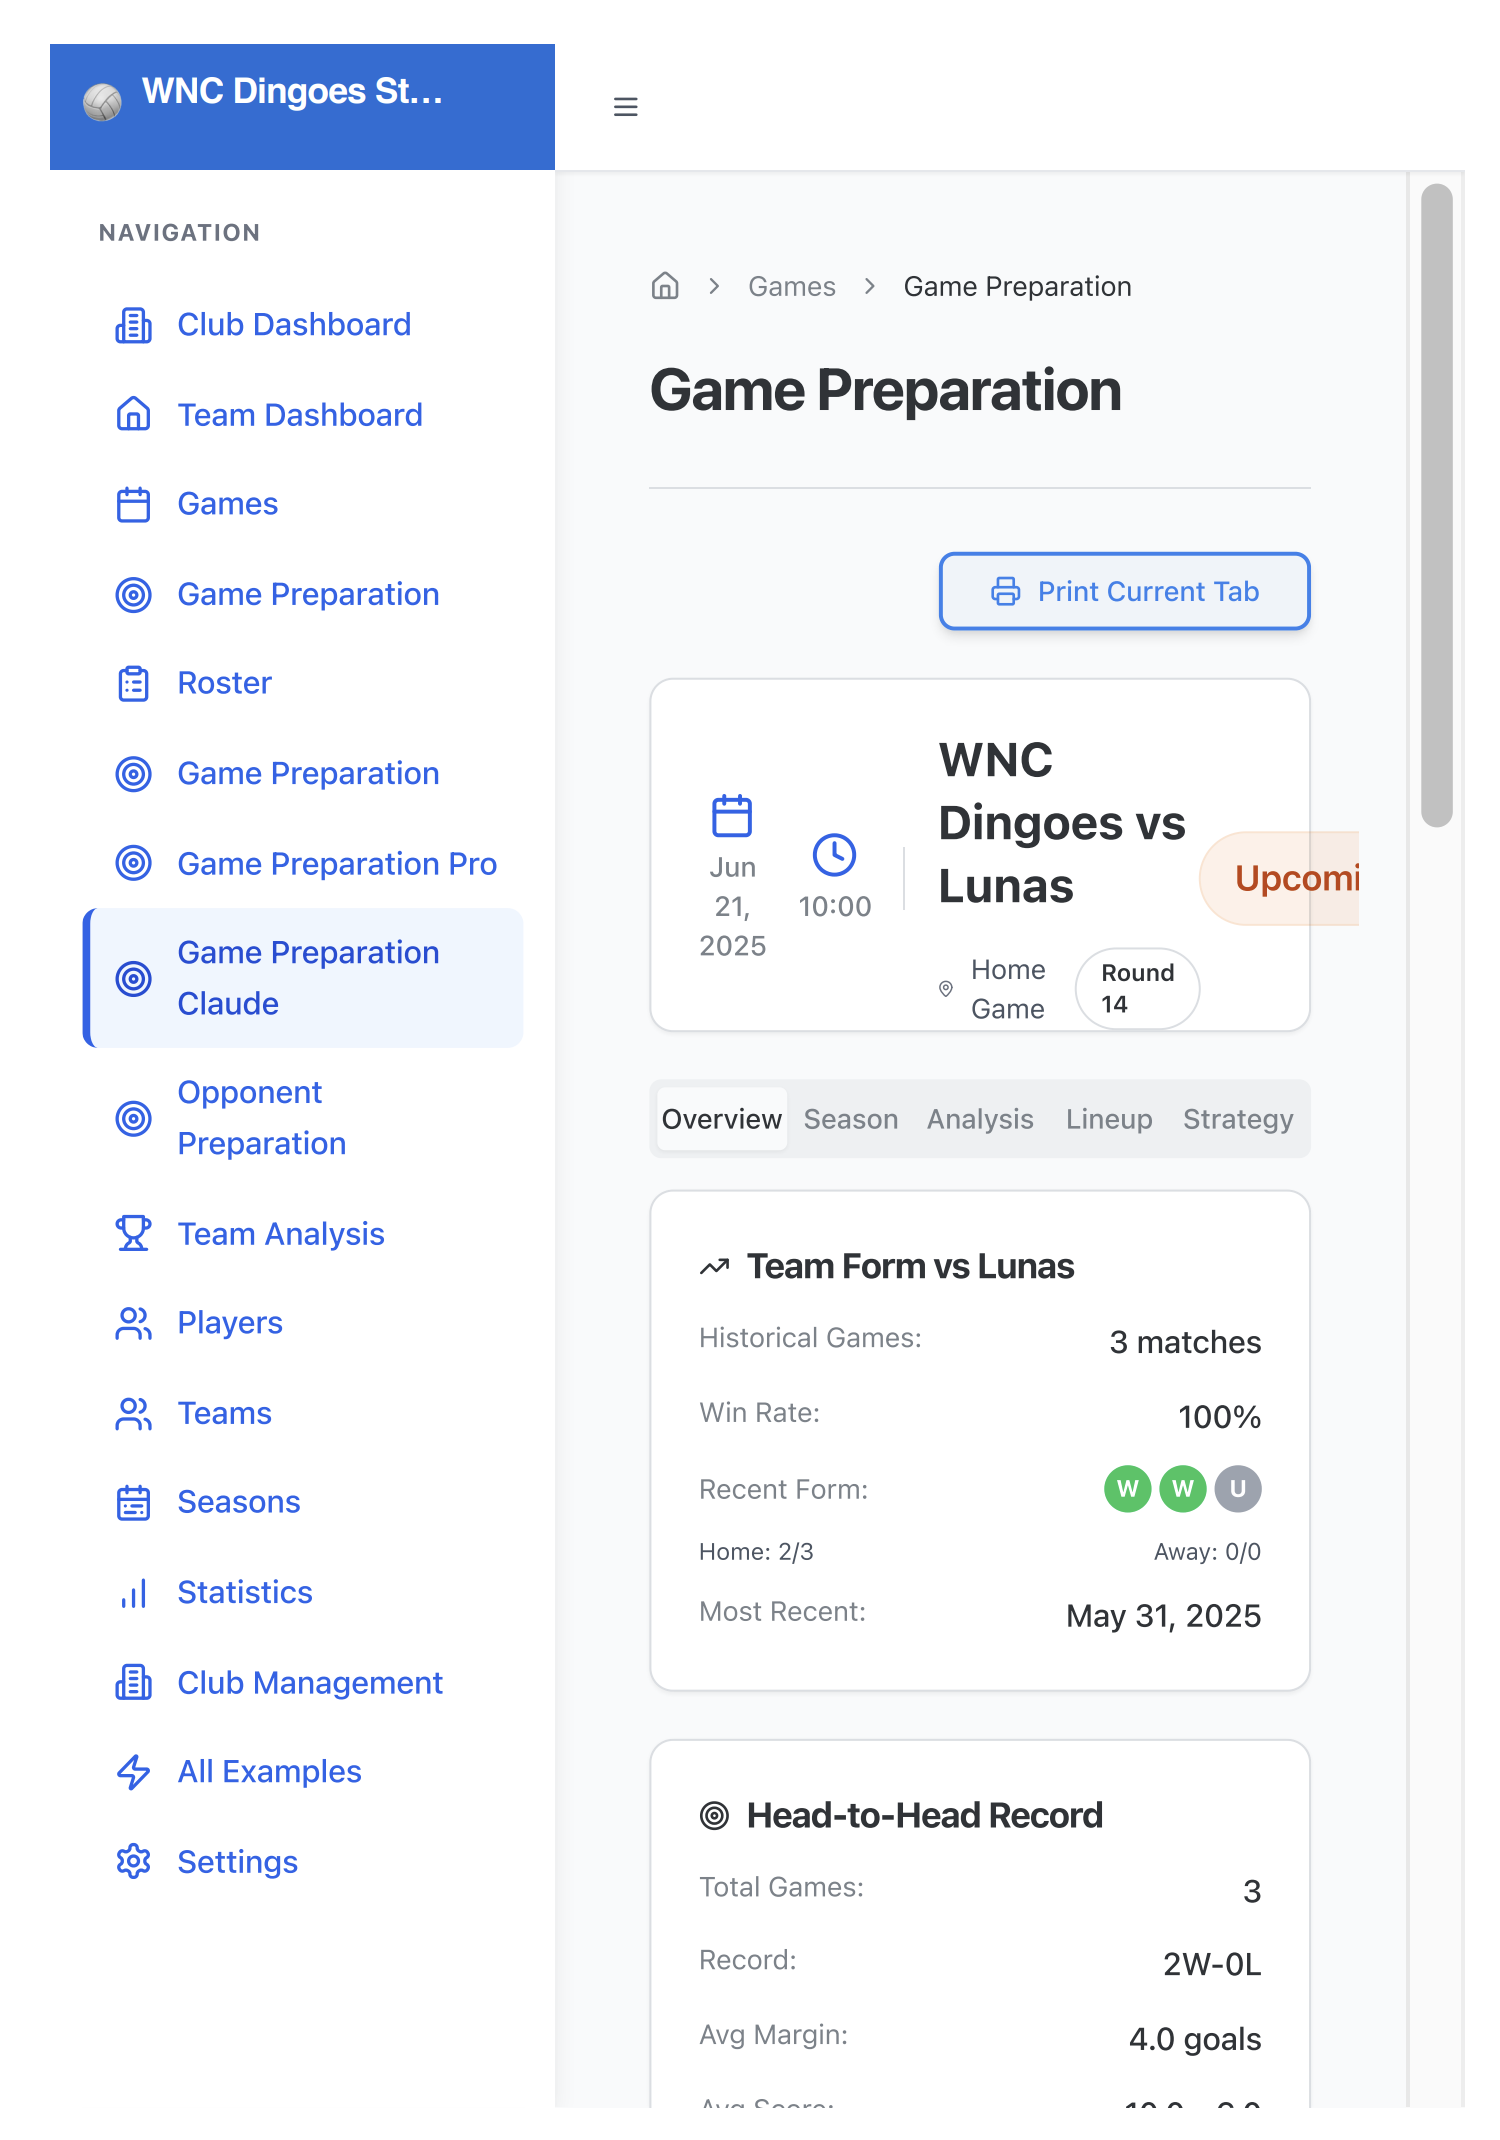 WNC Dingoes St...
NAVIGATION
Club Dashboard
Team Dashboard
Games
Game Preparation
Roster
Game Preparation
Game Preparation Pro
Game Preparation
Claude
Opponent
Preparation
Team Analysis
Players
Teams
Seasons
Statistics
Club Management
All Examples
Settings
Games
Game Preparation
Game Preparation
Print Current Tab
Jun
21,
2025
10:00
WNC
Dingoes vs
Lunas
Home
Game
Round
14
Upcomi
Overview Season Analysis Lineup Strategy
Team Form vs Lunas
Historical Games: 3 matches
Win Rate: 100%
Recent Form: W W U
Home: 2/3 Away: 0/0
Most Recent: May 31, 2025
Head-to-Head Record
Total Games: 3
Record: 2W-0L
Avg Margin: 4.0 goals
Avg Score: